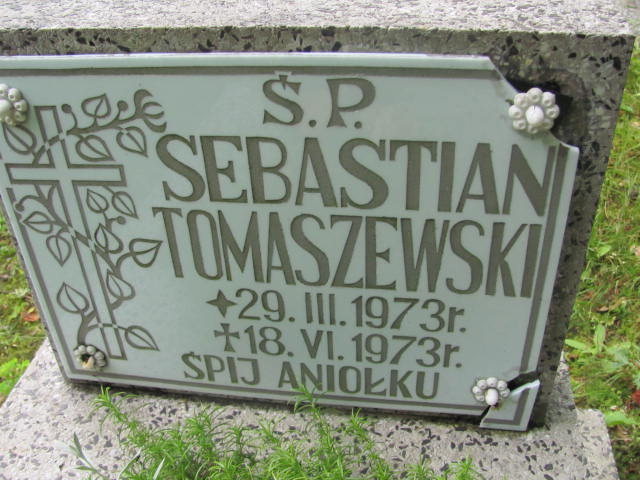 Ś.P.
SEBASTIAN
TOMASZEWSKI
✦29.III.1973r.
✝18.VI.1973r.
ŚPIJ ANIOŁKU